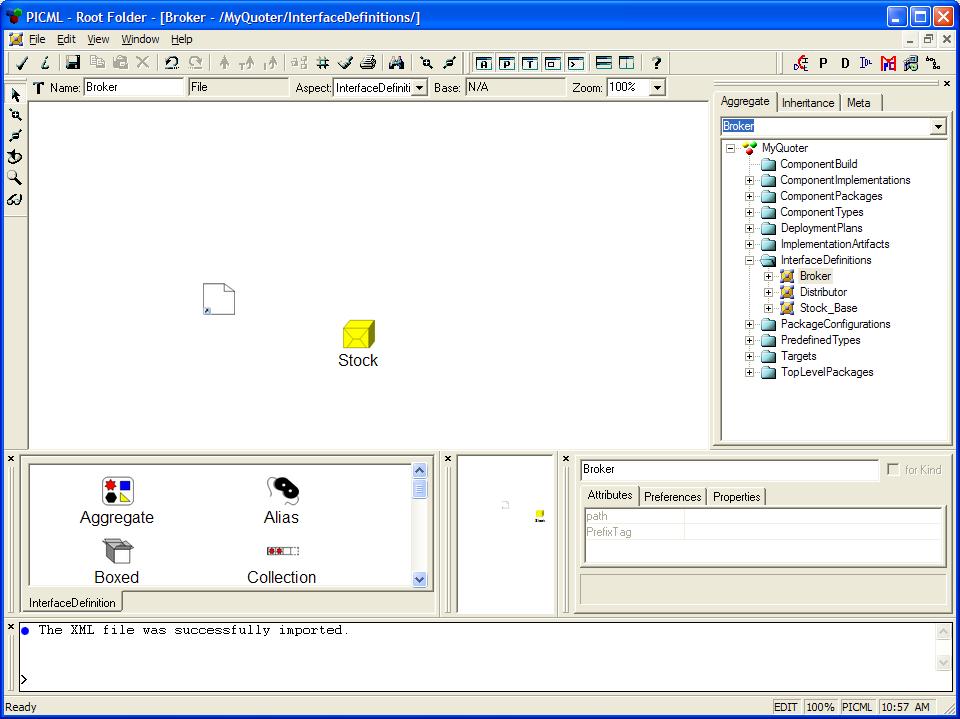 PICML - Root Folder - [Broker - /MyQuoter/InterfaceDefinitions/]
File Edit View Window Help
A P T
?
P D IDL
T Name: Broker File Aspect: InterfaceDefiniti Base: N/A Zoom: 100%
Aggregate Inheritance Meta
Broker
MyQuoter
ComponentBuild
ComponentImplementations
ComponentPackages
ComponentTypes
DeploymentPlans
ImplementationArtifacts
InterfaceDefinitions
Broker
Distributor
Stock_Base
PackageConfigurations
PredefinedTypes
Targets
TopLevelPackages
Stock
Aggregate Alias
Boxed Collection
InterfaceDefinition
Stock
Broker for Kind
Attributes Preferences Properties
path
PrefixTag
The XML file was successfully imported.
>
Ready EDIT 100% PICML 10:57 AM